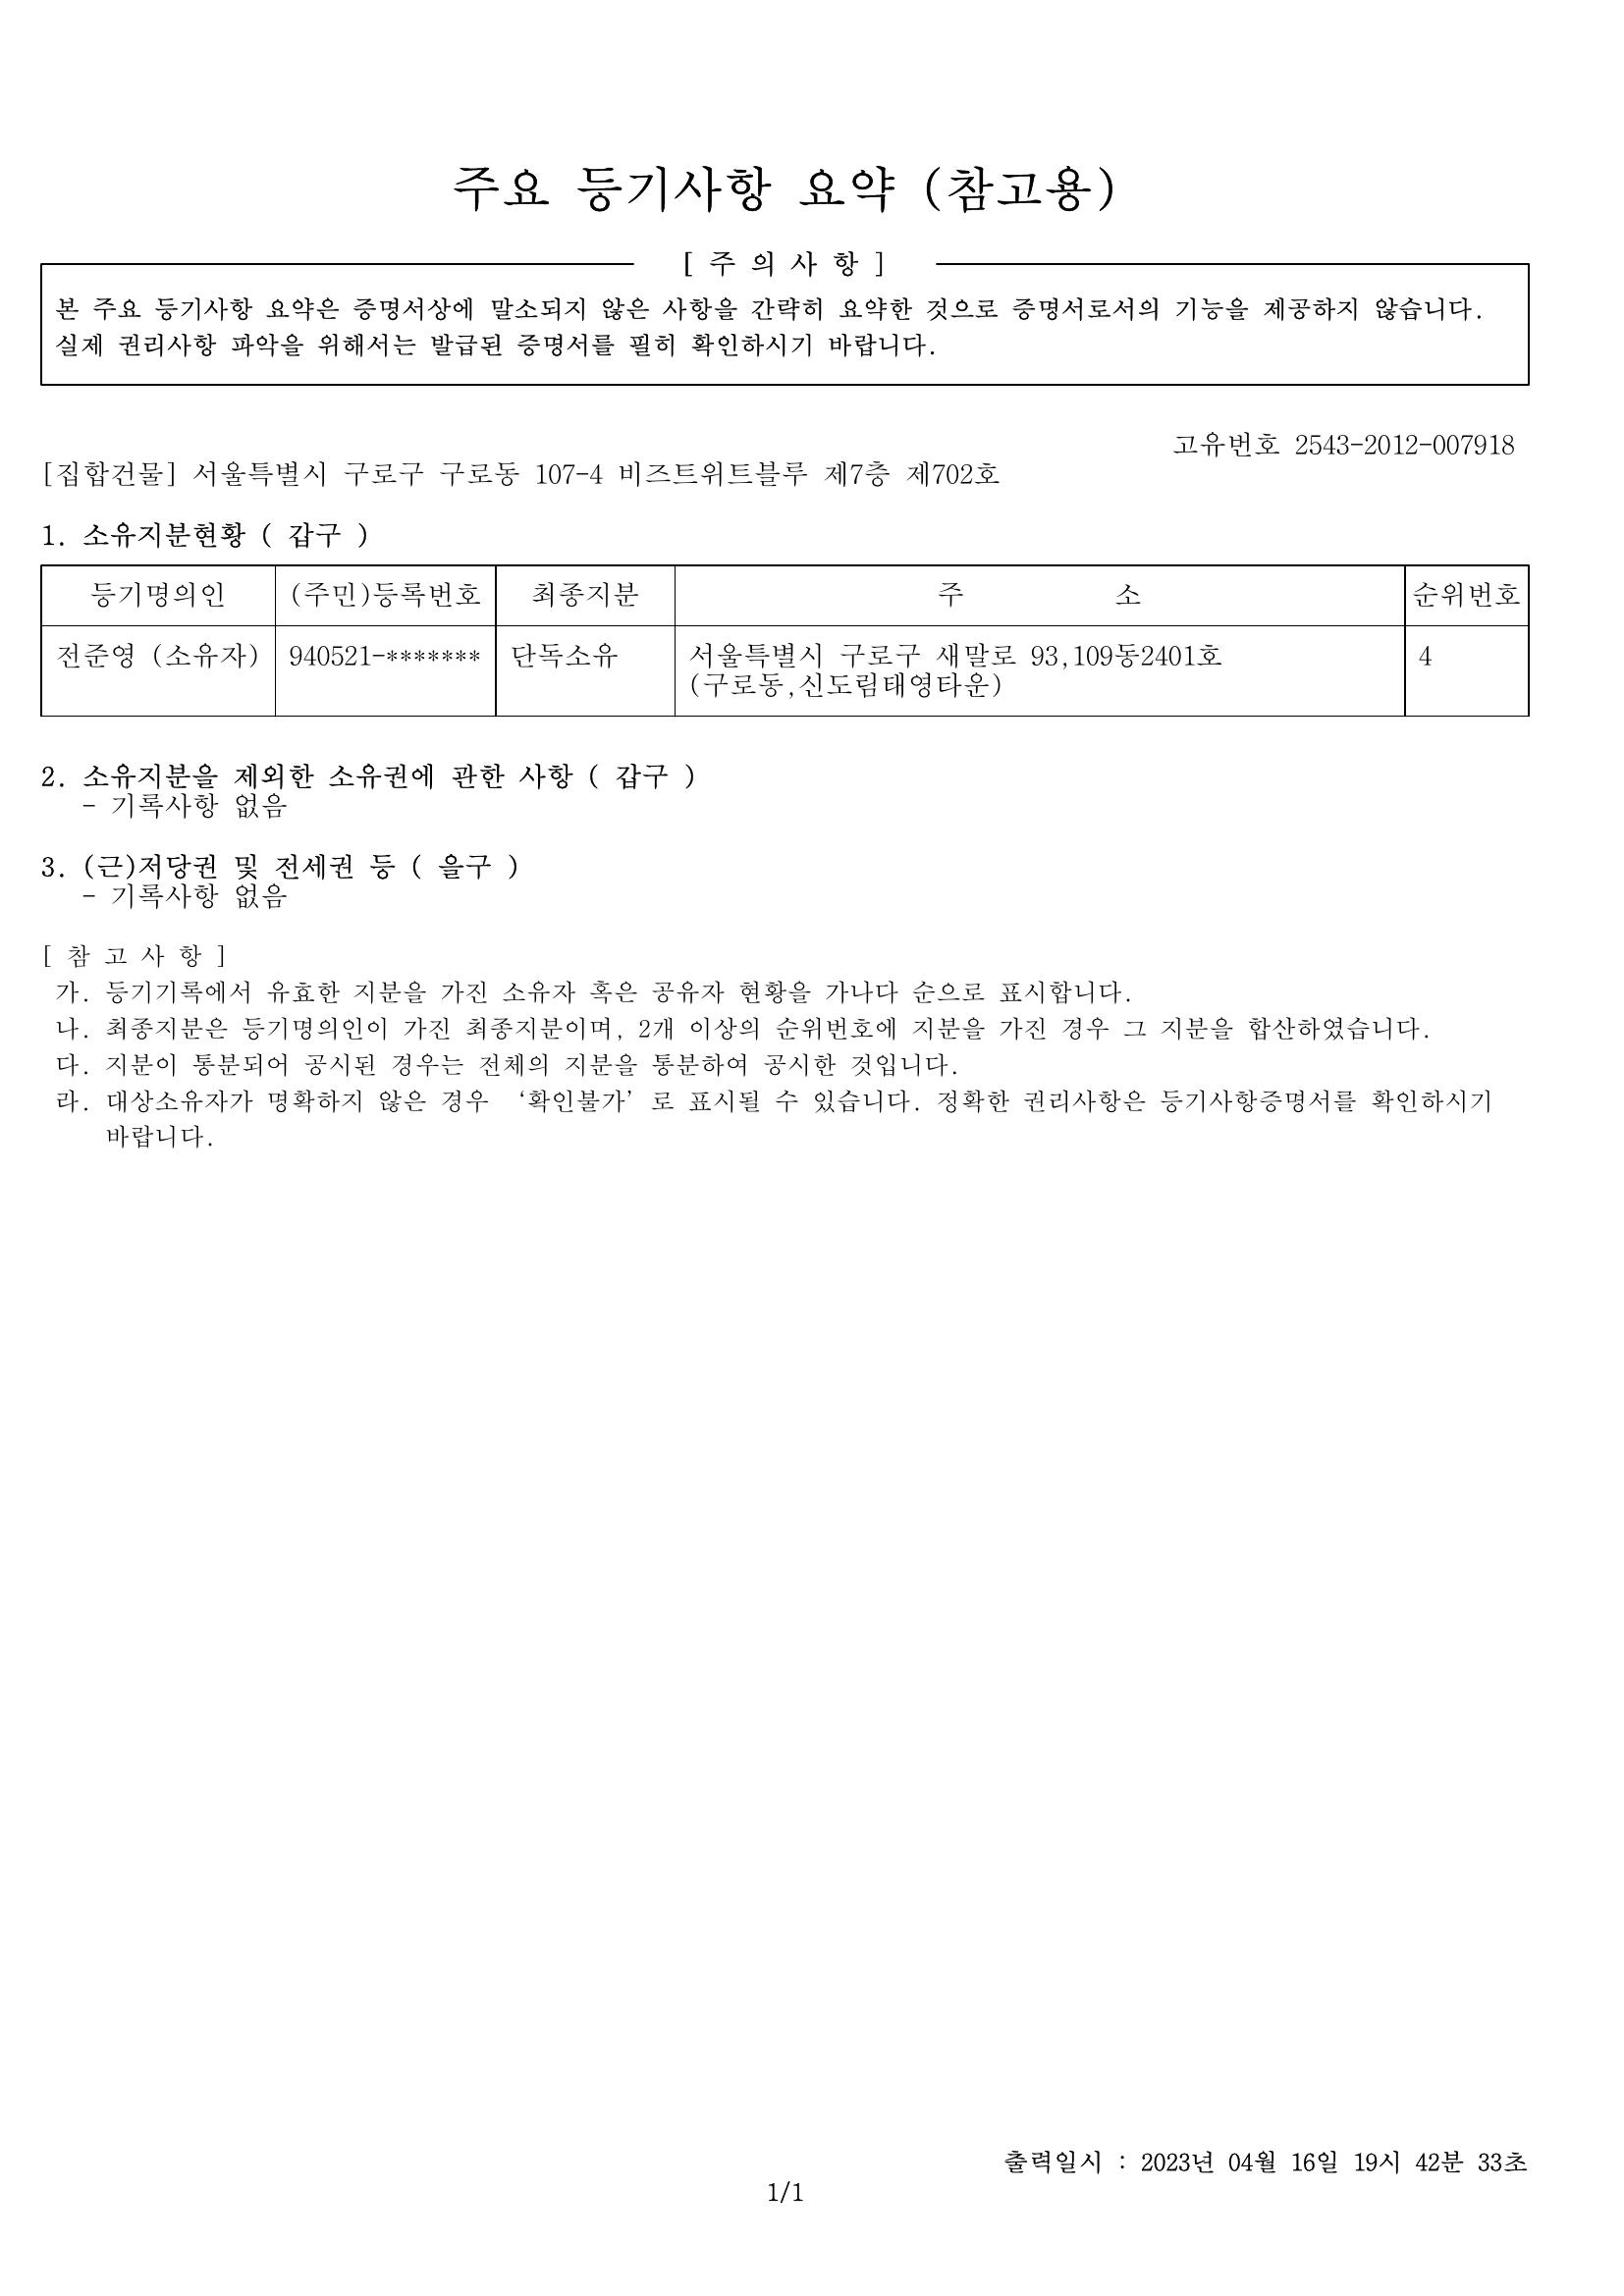 주요 등기사항 요약 (참고용)
[ 주 의 사 항 ]
본 주요 등기사항 요약은 증명서상에 말소되지 않은 사항을 간략히 요약한 것으로 증명서로서의 기능을 제공하지 않습니다.
실제 권리사항 파악을 위해서는 발급된 증명서를 필히 확인하시기 바랍니다.
고유번호 2543-2012-007918
[집합건물] 서울특별시 구로구 구로동 107-4 비즈트위트블루 제7층 제702호
1. 소유지분현황 ( 갑구 )
등기명의인 (주민)등록번호 최종지분 주 소 순위번호
전준영 (소유자) 940521-******* 단독소유 서울특별시 구로구 새말로 93,109동2401호 4
(구로동,신도림태영타운)
2. 소유지분을 제외한 소유권에 관한 사항 ( 갑구 )
- 기록사항 없음
3. (근)저당권 및 전세권 등 ( 을구 )
- 기록사항 없음
[ 참 고 사 항 ]
가. 등기기록에서 유효한 지분을 가진 소유자 혹은 공유자 현황을 가나다 순으로 표시합니다.
나. 최종지분은 등기명의인이 가진 최종지분이며, 2개 이상의 순위번호에 지분을 가진 경우 그 지분을 합산하였습니다.
다. 지분이 통분되어 공시된 경우는 전체의 지분을 통분하여 공시한 것입니다.
라. 대상소유자가 명확하지 않은 경우 ‘확인불가’로 표시될 수 있습니다. 정확한 권리사항은 등기사항증명서를 확인하시기
바랍니다.
출력일시 : 2023년 04월 16일 19시 42분 33초
1/1